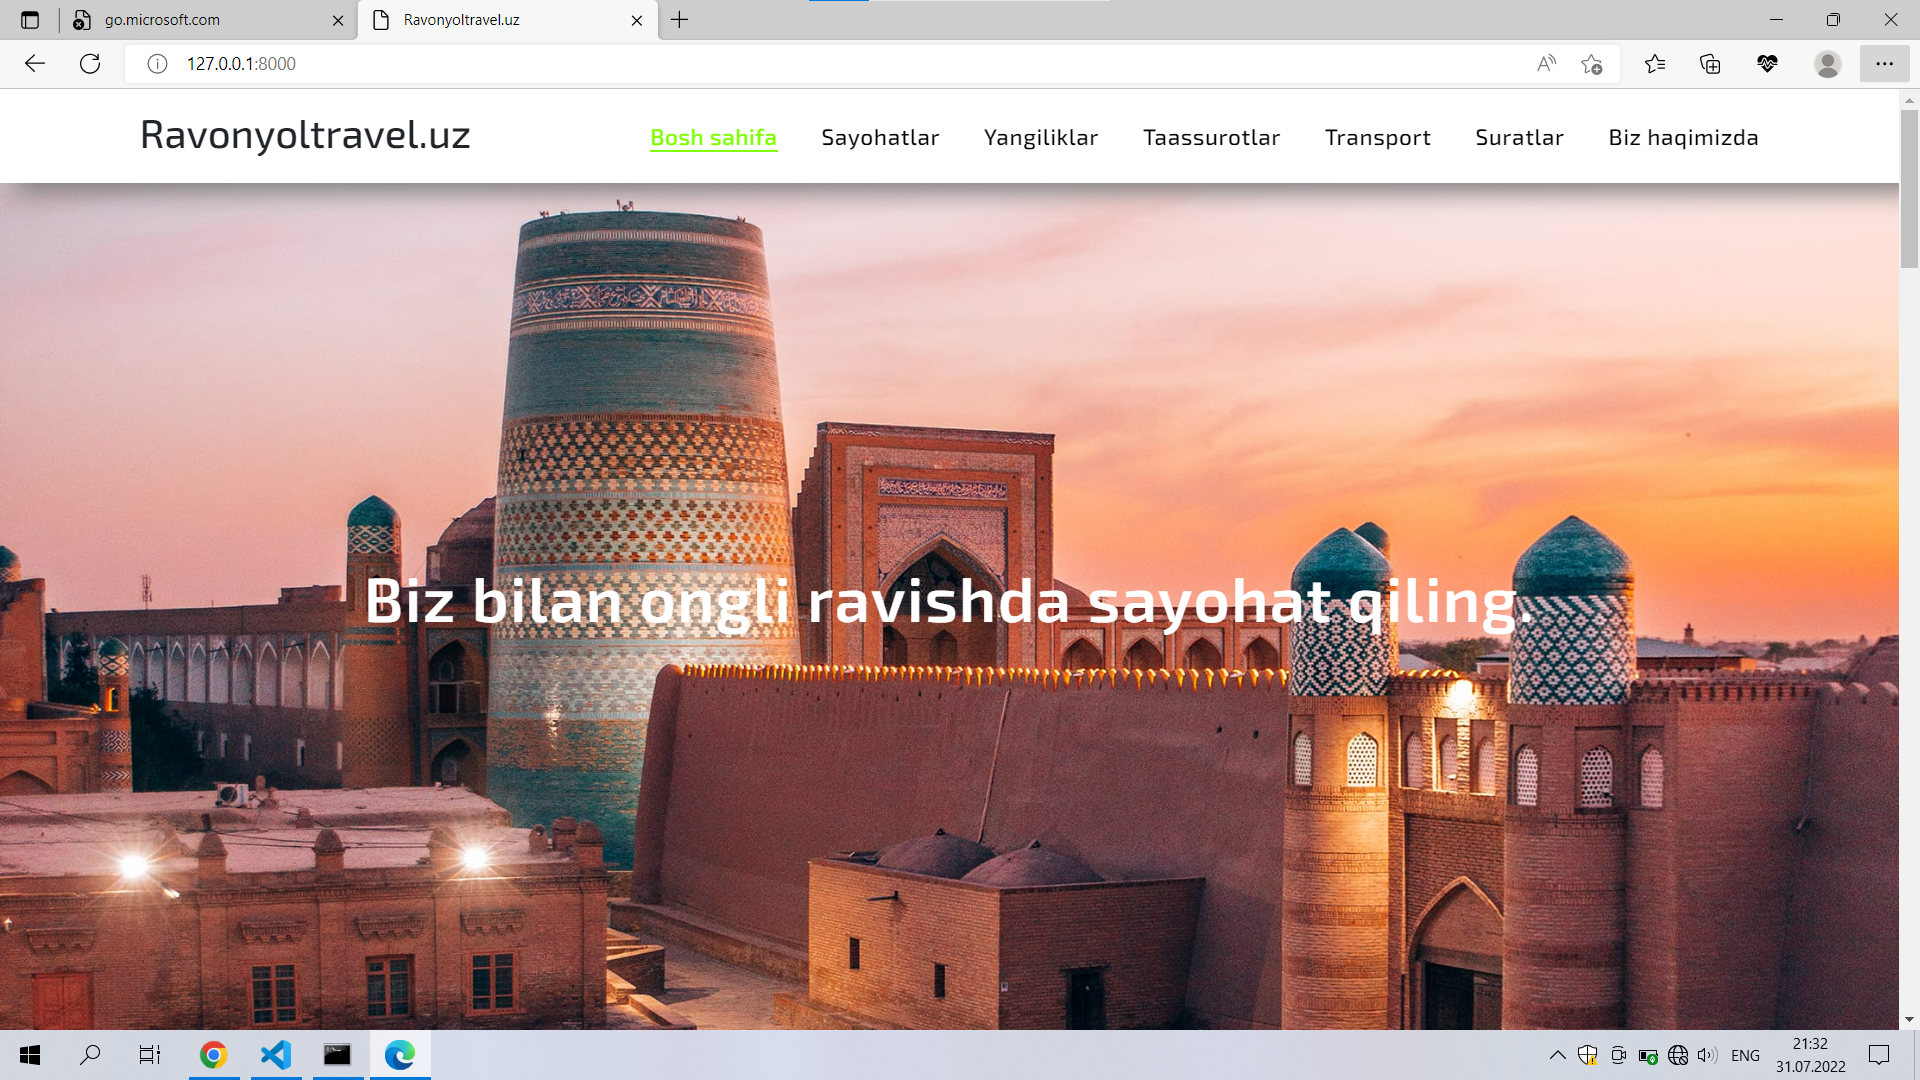 go.microsoft.com
Ravonyoltravel.uz
127.0.0.1:8000
Ravonyoltravel.uz
Bosh sahifa
Sayohatlar
Yangiliklar
Taassurotlar
Transport
Suratlar
Biz haqimizda
Biz bilan ongli ravishda sayohat qiling.
ENG
21:32
31.07.2022